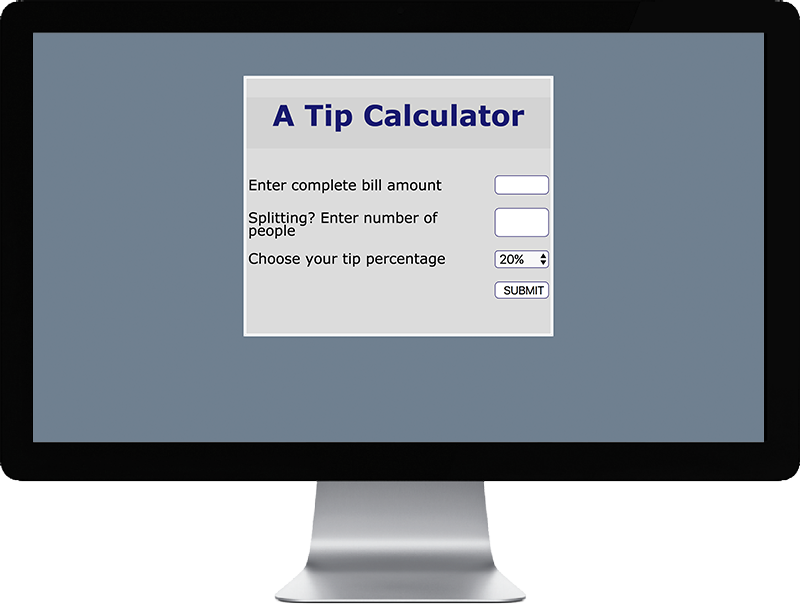 A Tip Calculator
Enter complete bill amount
Splitting? Enter number of
people
Choose your tip percentage
20%
SUBMIT